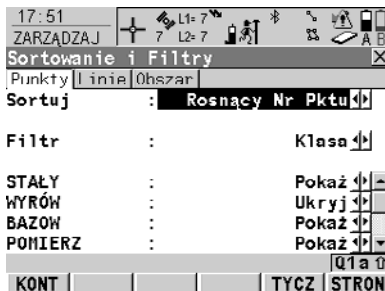 17:51 L1= 7
ZARZĄDZAJ 7 L2= 7 A B
Sortowanie i Filtry
Punkty Linie Obszar
Sortuj : Rosnący Nr Pktu
Filtr : Klasa
STAŁY : Pokaż
WYRÓW : Ukryj
BAZOW : Pokaż
POMIERZ : Pokaż
Q1a
KONT TYCZ STRON